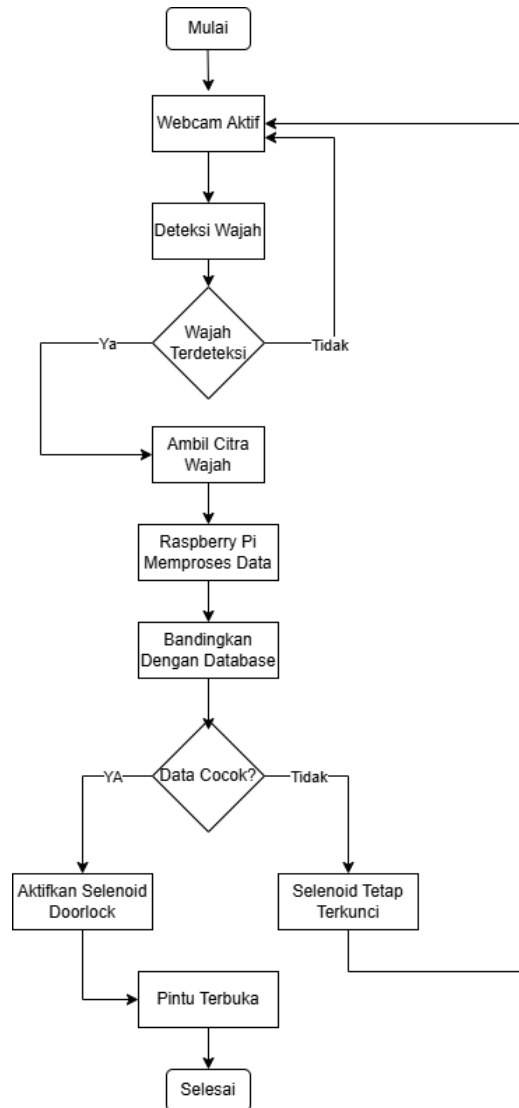 Mulai
Webcam Aktif
Deteksi Wajah
Wajah
Terdeteksi
Ya
Tidak
Ambil Citra
Wajah
Raspberry Pi
Memproses Data
Bandingkan
Dengan Database
Data Cocok?
YA
Tidak
Aktifkan Selenoid
Doorlock
Selenoid Tetap
Terkunci
Pintu Terbuka
Selesai